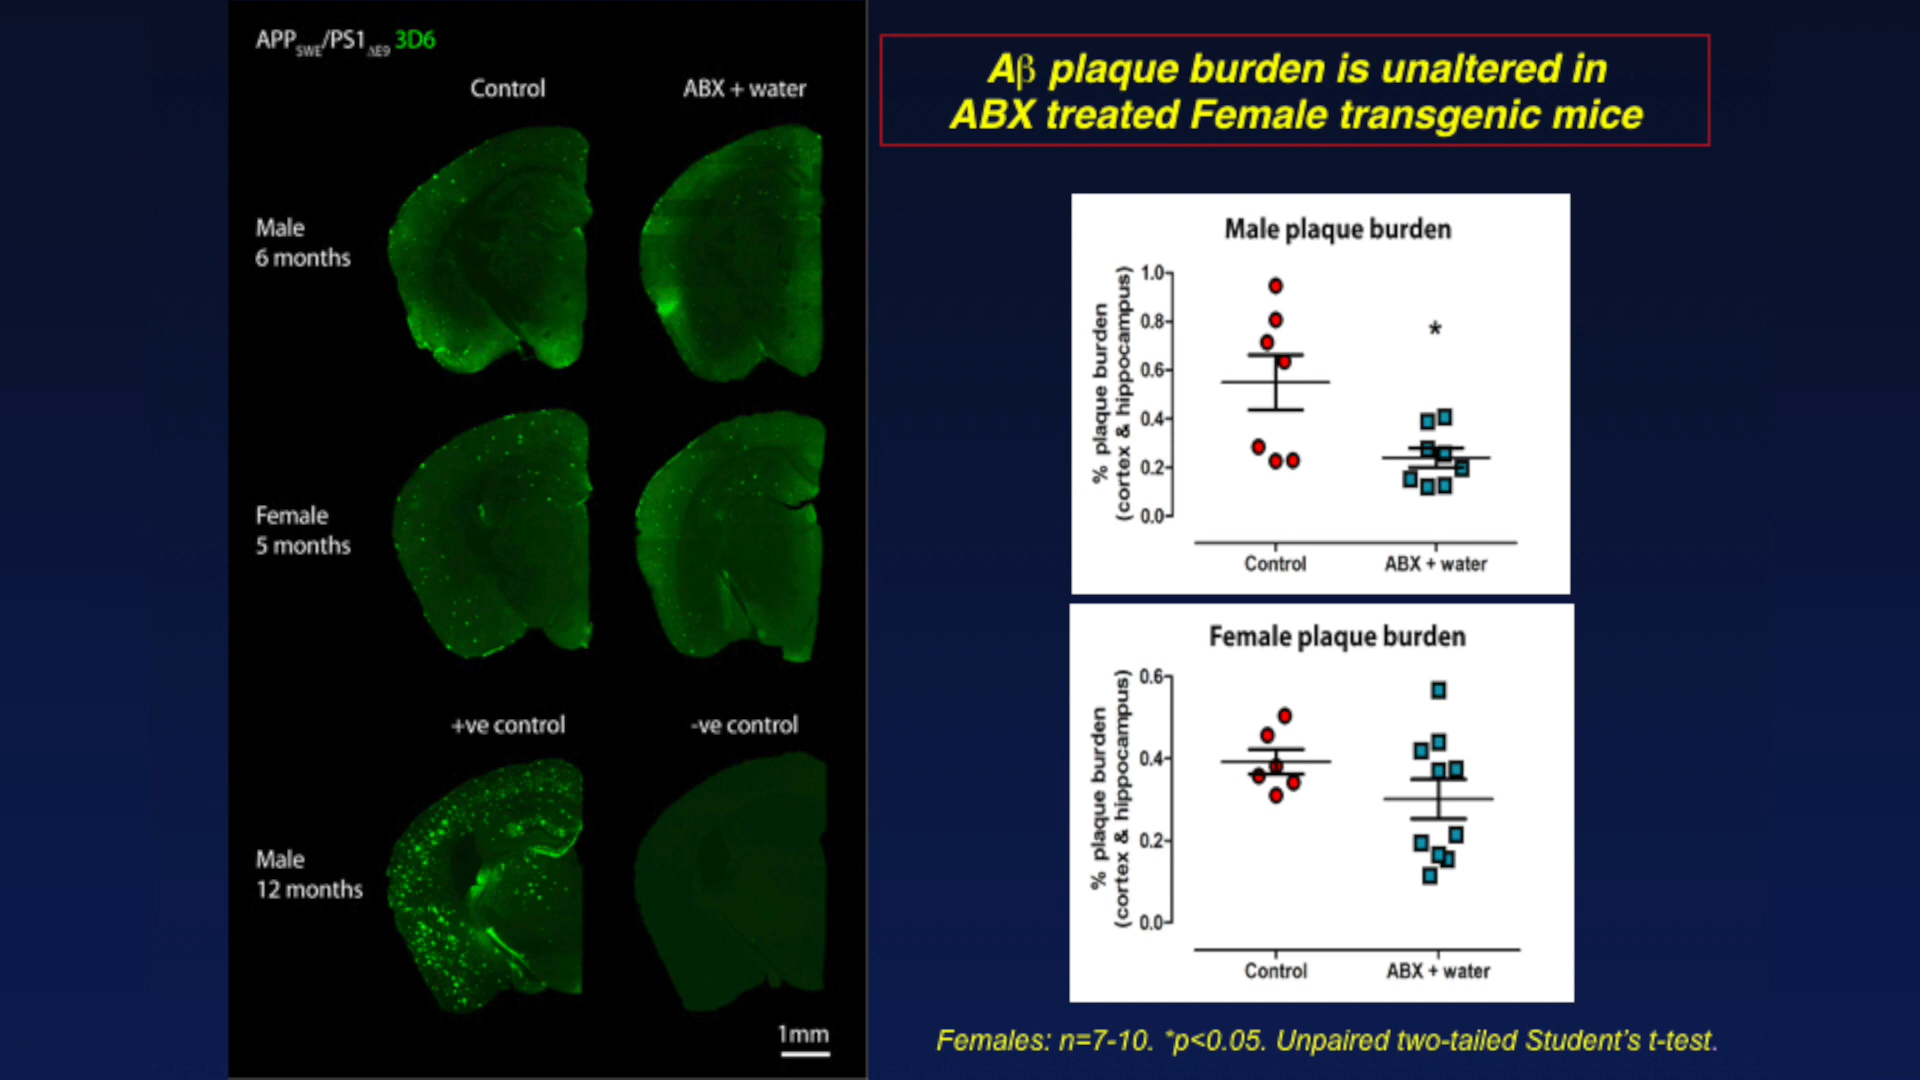 APPSWE/PS1ΔE9 3D6
Control
ABX + water
Male
6 months
Female
5 months
+ve control
-ve control
Male
12 months
1mm
Aβ plaque burden is unaltered in
ABX treated Female transgenic mice
Male plaque burden
% plaque burden
(cortex & hippocampus)
1.0
0.8
0.6
0.4
0.2
0.0
*
Control
ABX + water
Female plaque burden
% plaque burden
(cortex & hippocampus)
0.6
0.4
0.2
0.0
Control
ABX + water
Females: n=7-10. *p<0.05. Unpaired two-tailed Student's t-test.